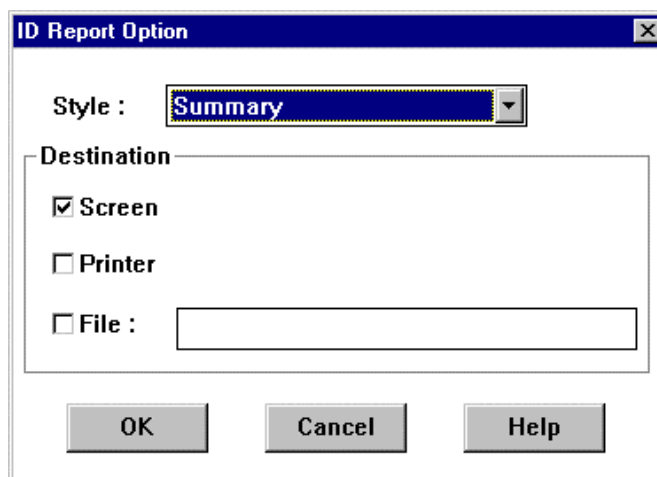 ID Report Option
Style : Summary
Destination
Screen
Printer
File :
OK Cancel Help